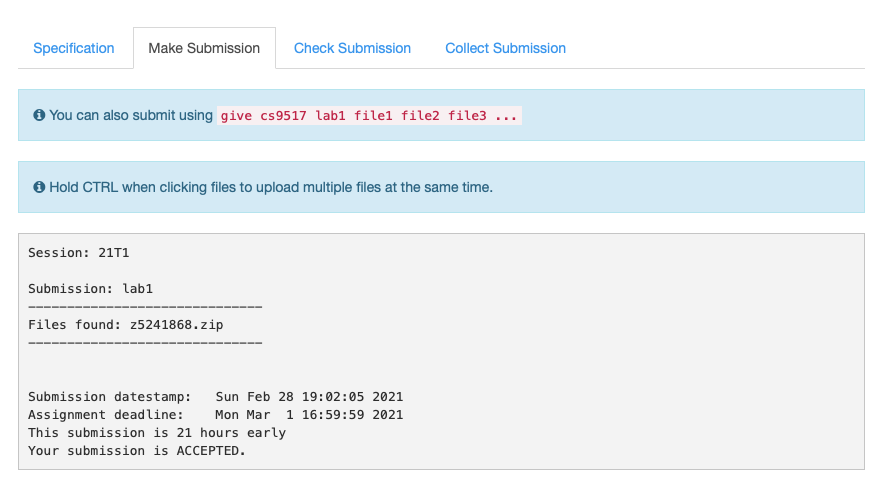 Specification Make Submission Check Submission Collect Submission
You can also submit using give cs9517 lab1 file1 file2 file3 ...
Hold CTRL when clicking files to upload multiple files at the same time.
Session: 21T1
Submission: lab1
------------------------------
Files found: z5241868.zip
------------------------------
Submission datestamp:   Sun Feb 28 19:02:05 2021
Assignment deadline:    Mon Mar  1 16:59:59 2021
This submission is 21 hours early
Your submission is ACCEPTED.